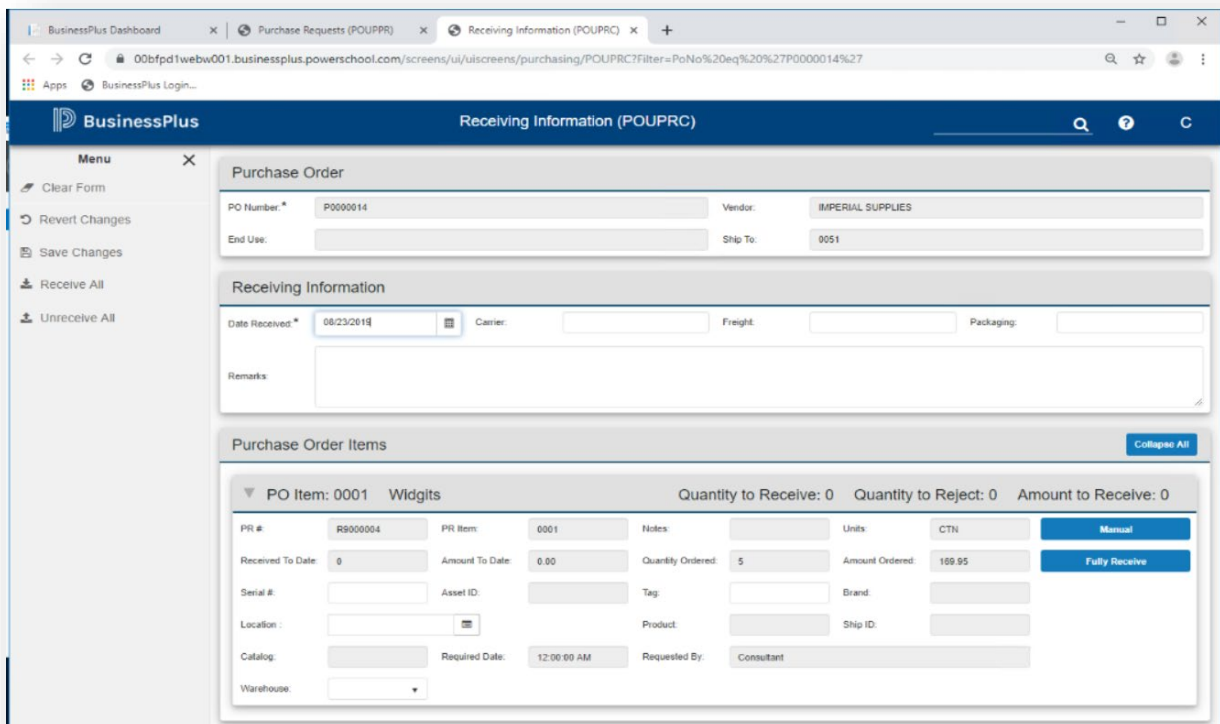 BusinessPlus Dashboard
Purchase Requests (POUPPR)
Receiving Information (POUPRC)
00bfpd1webw001.businessplus.powerschool.com/screens/ui/uiscreens/purchasing/POUPRC?Filter=PoNo%20eq%20%27P0000014%27
Apps BusinessPlus Login...
BusinessPlus Receiving Information (POUPRC) C
Menu
Clear Form
Revert Changes
Save Changes
Receive All
Unreceive All
Purchase Order
PO Number:* P0000014 Vendor: IMPERIAL SUPPLIES
End Use: Ship To: 0051
Receiving Information
Date Received:* 08/23/2019 Carrier: Freight: Packaging:
Remarks:
Purchase Order Items Collapse All
PO Item: 0001 Widgits Quantity to Receive: 0 Quantity to Reject: 0 Amount to Receive: 0
PR #: R9000004 PR Item: 0001 Notes: Units: CTN Manual
Received To Date: 0 Amount To Date: 0.00 Quantity Ordered: 5 Amount Ordered: 169.95 Fully Receive
Serial #: Asset ID: Tag: Brand:
Location : Product: Ship ID:
Catalog: Required Date: 12:00:00 AM Requested By: Consultant
Warehouse: